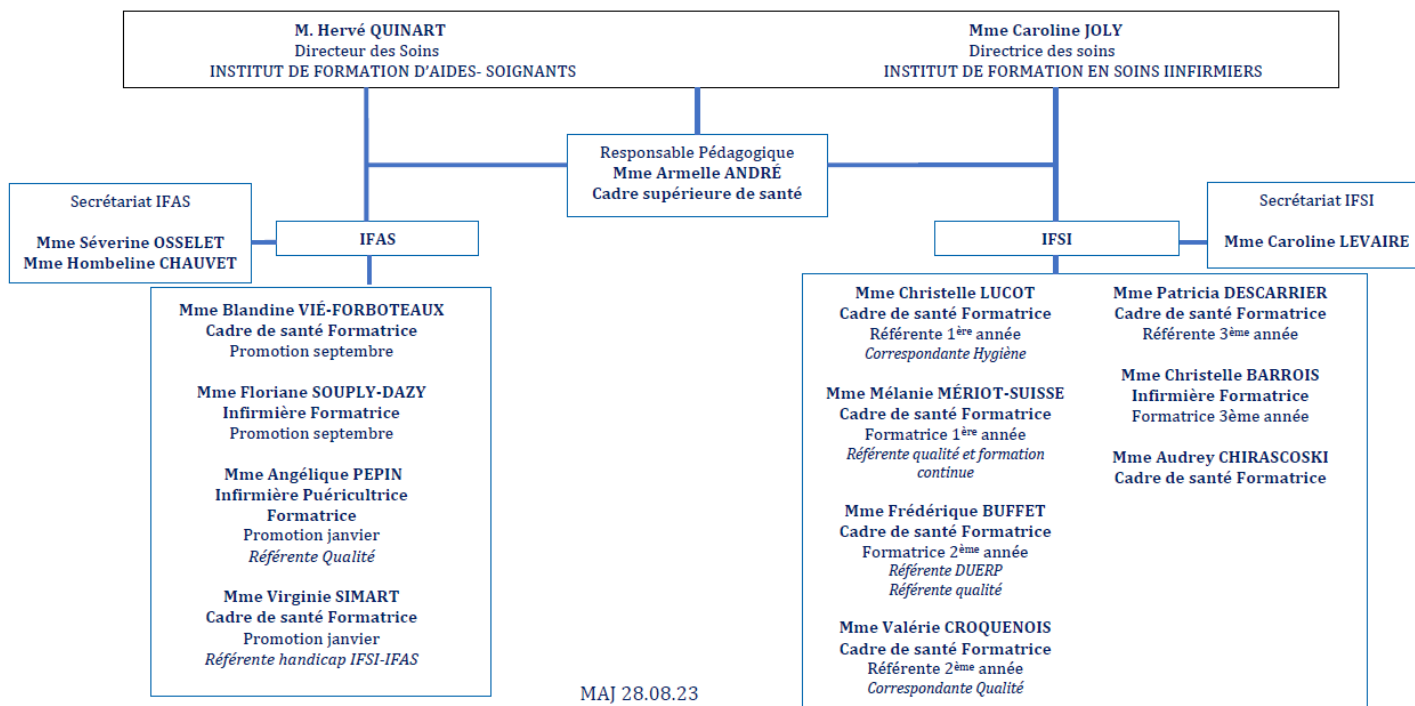 M. Hervé QUINART
Directeur des Soins
INSTITUT DE FORMATION D'AIDES- SOIGNANTS
Mme Caroline JOLY
Directrice des soins
INSTITUT DE FORMATION EN SOINS IINFIRMIERS
Responsable Pédagogique
Mme Armelle ANDRÉ
Cadre supérieure de santé
Secrétariat IFAS
Mme Séverine OSSELET
Mme Hombeline CHAUVET
IFAS
IFSI
Secrétariat IFSI
Mme Caroline LEVAIRE
Mme Blandine VIÉ-FORBOTEAUX
Cadre de santé Formatrice
Promotion septembre
Mme Floriane SOUPLY-DAZY
Infirmière Formatrice
Promotion septembre
Mme Angélique PEPIN
Infirmière Puéricultrice
Formatrice
Promotion janvier
Référente Qualité
Mme Virginie SIMART
Cadre de santé Formatrice
Promotion janvier
Référente handicap IFSI-IFAS
Mme Christelle LUCOT
Cadre de santé Formatrice
Référente 1ère année
Correspondante Hygiène
Mme Mélanie MÉRIOT-SUISSE
Cadre de santé Formatrice
Formatrice 1ère année
Référente qualité et formation
continue
Mme Frédérique BUFFET
Cadre de santé Formatrice
Formatrice 2ème année
Référente DUERP
Référente qualité
Mme Valérie CROQUENOIS
Cadre de santé Formatrice
Référente 2ème année
Correspondante Qualité
Mme Patricia DESCARRIER
Cadre de santé Formatrice
Référente 3ème année
Mme Christelle BARROIS
Infirmière Formatrice
Formatrice 3ème année
Mme Audrey CHIRASCOSKI
Cadre de santé Formatrice
MAJ 28.08.23